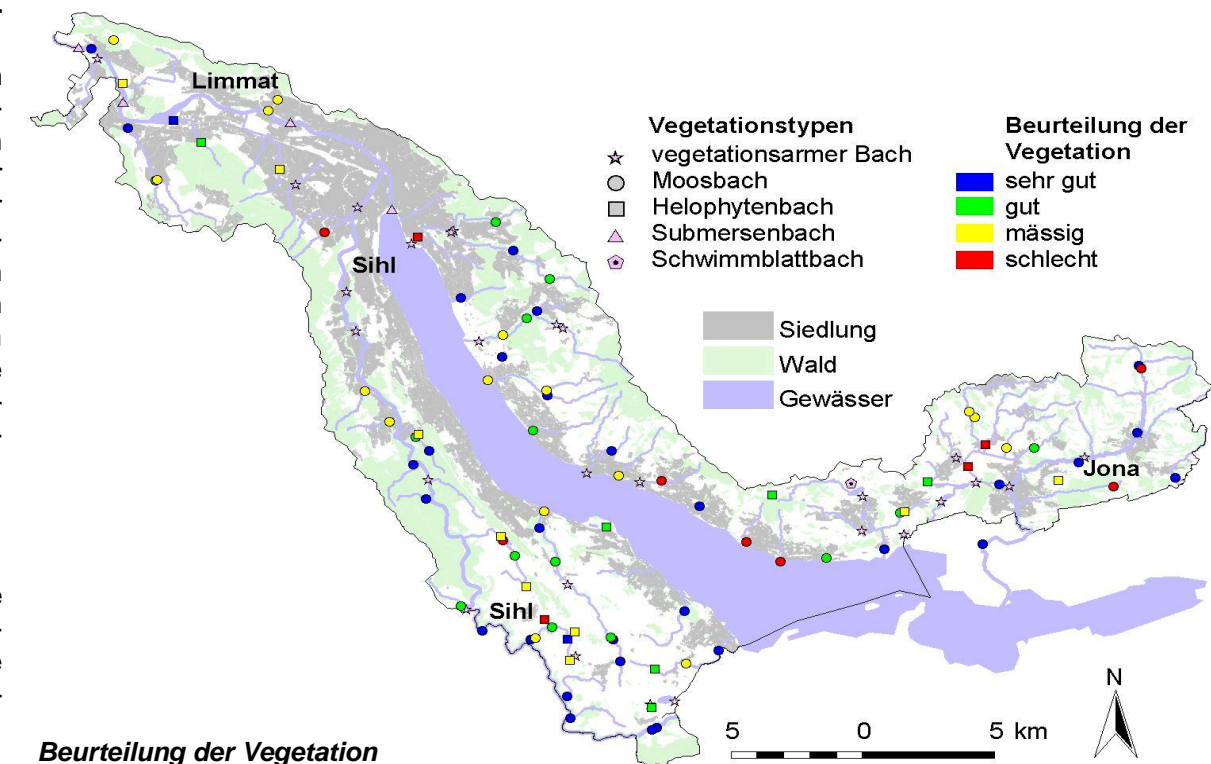 Limmat
Vegetationstypen
vegetationsarmer Bach
Moosbach
Helophytenbach
Submersenbach
Schwimmblattbach
Beurteilung der
Vegetation
sehr gut
gut
mässig
schlecht
Sihl
Siedlung
Wald
Gewässer
Jona
Sihl
N
5 0 5 km
Beurteilung der Vegetation